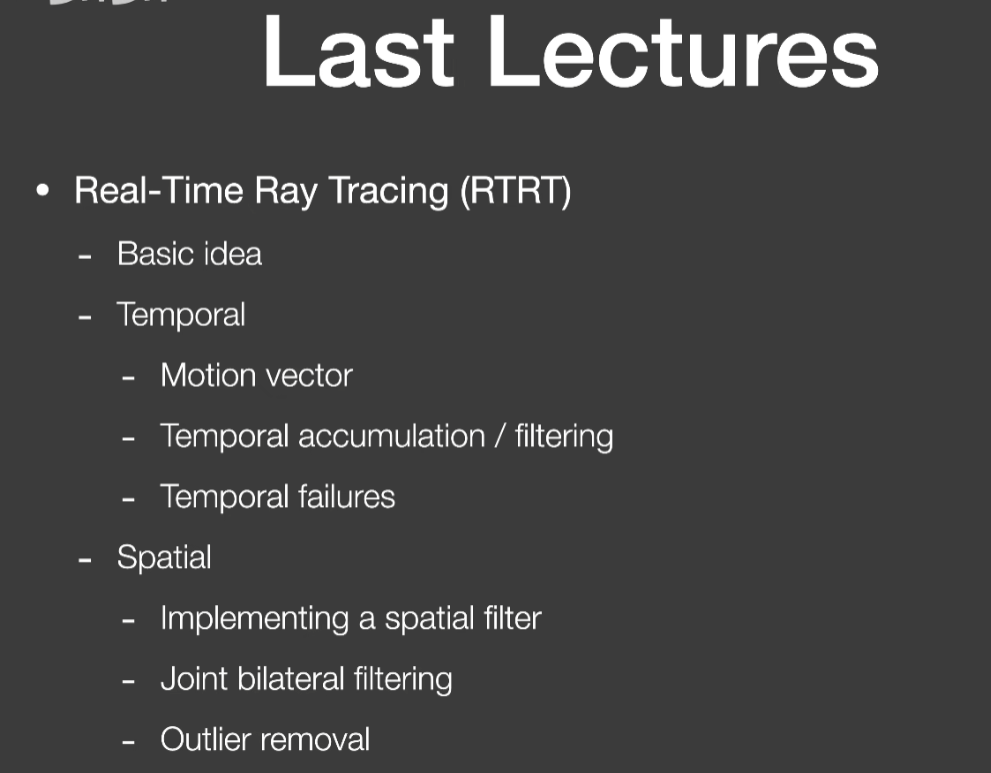 Last Lectures
• Real-Time Ray Tracing (RTRT)
- Basic idea
- Temporal
- Motion vector
- Temporal accumulation / filtering
- Temporal failures
- Spatial
- Implementing a spatial filter
- Joint bilateral filtering
- Outlier removal